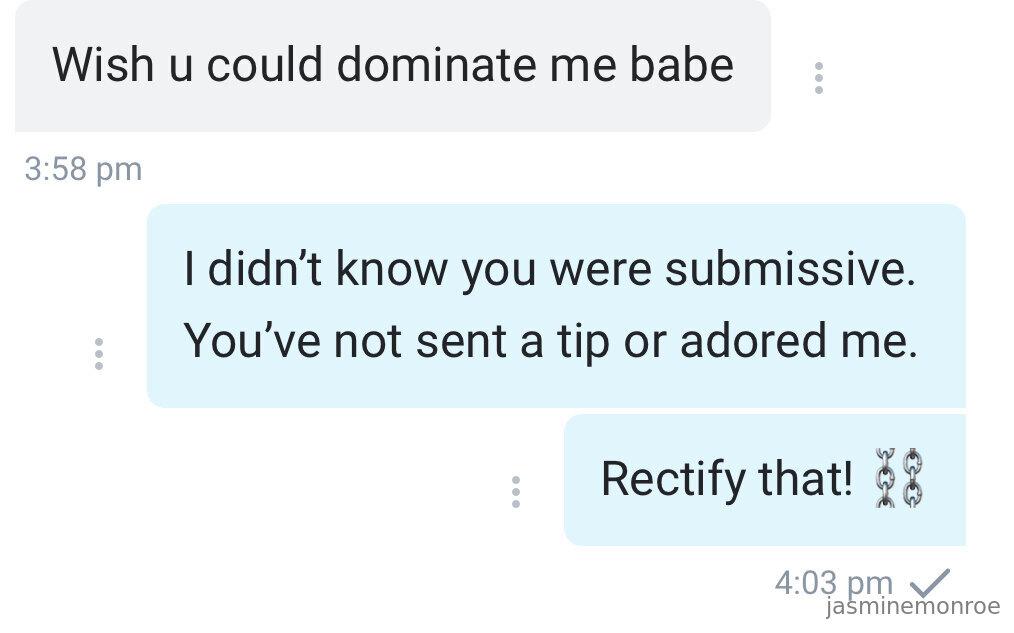 Wish u could dominate me babe
3:58 pm
I didn’t know you were submissive.
You’ve not sent a tip or adored me.
Rectify that! ⛓️
4:03 pm
jasminemonroe